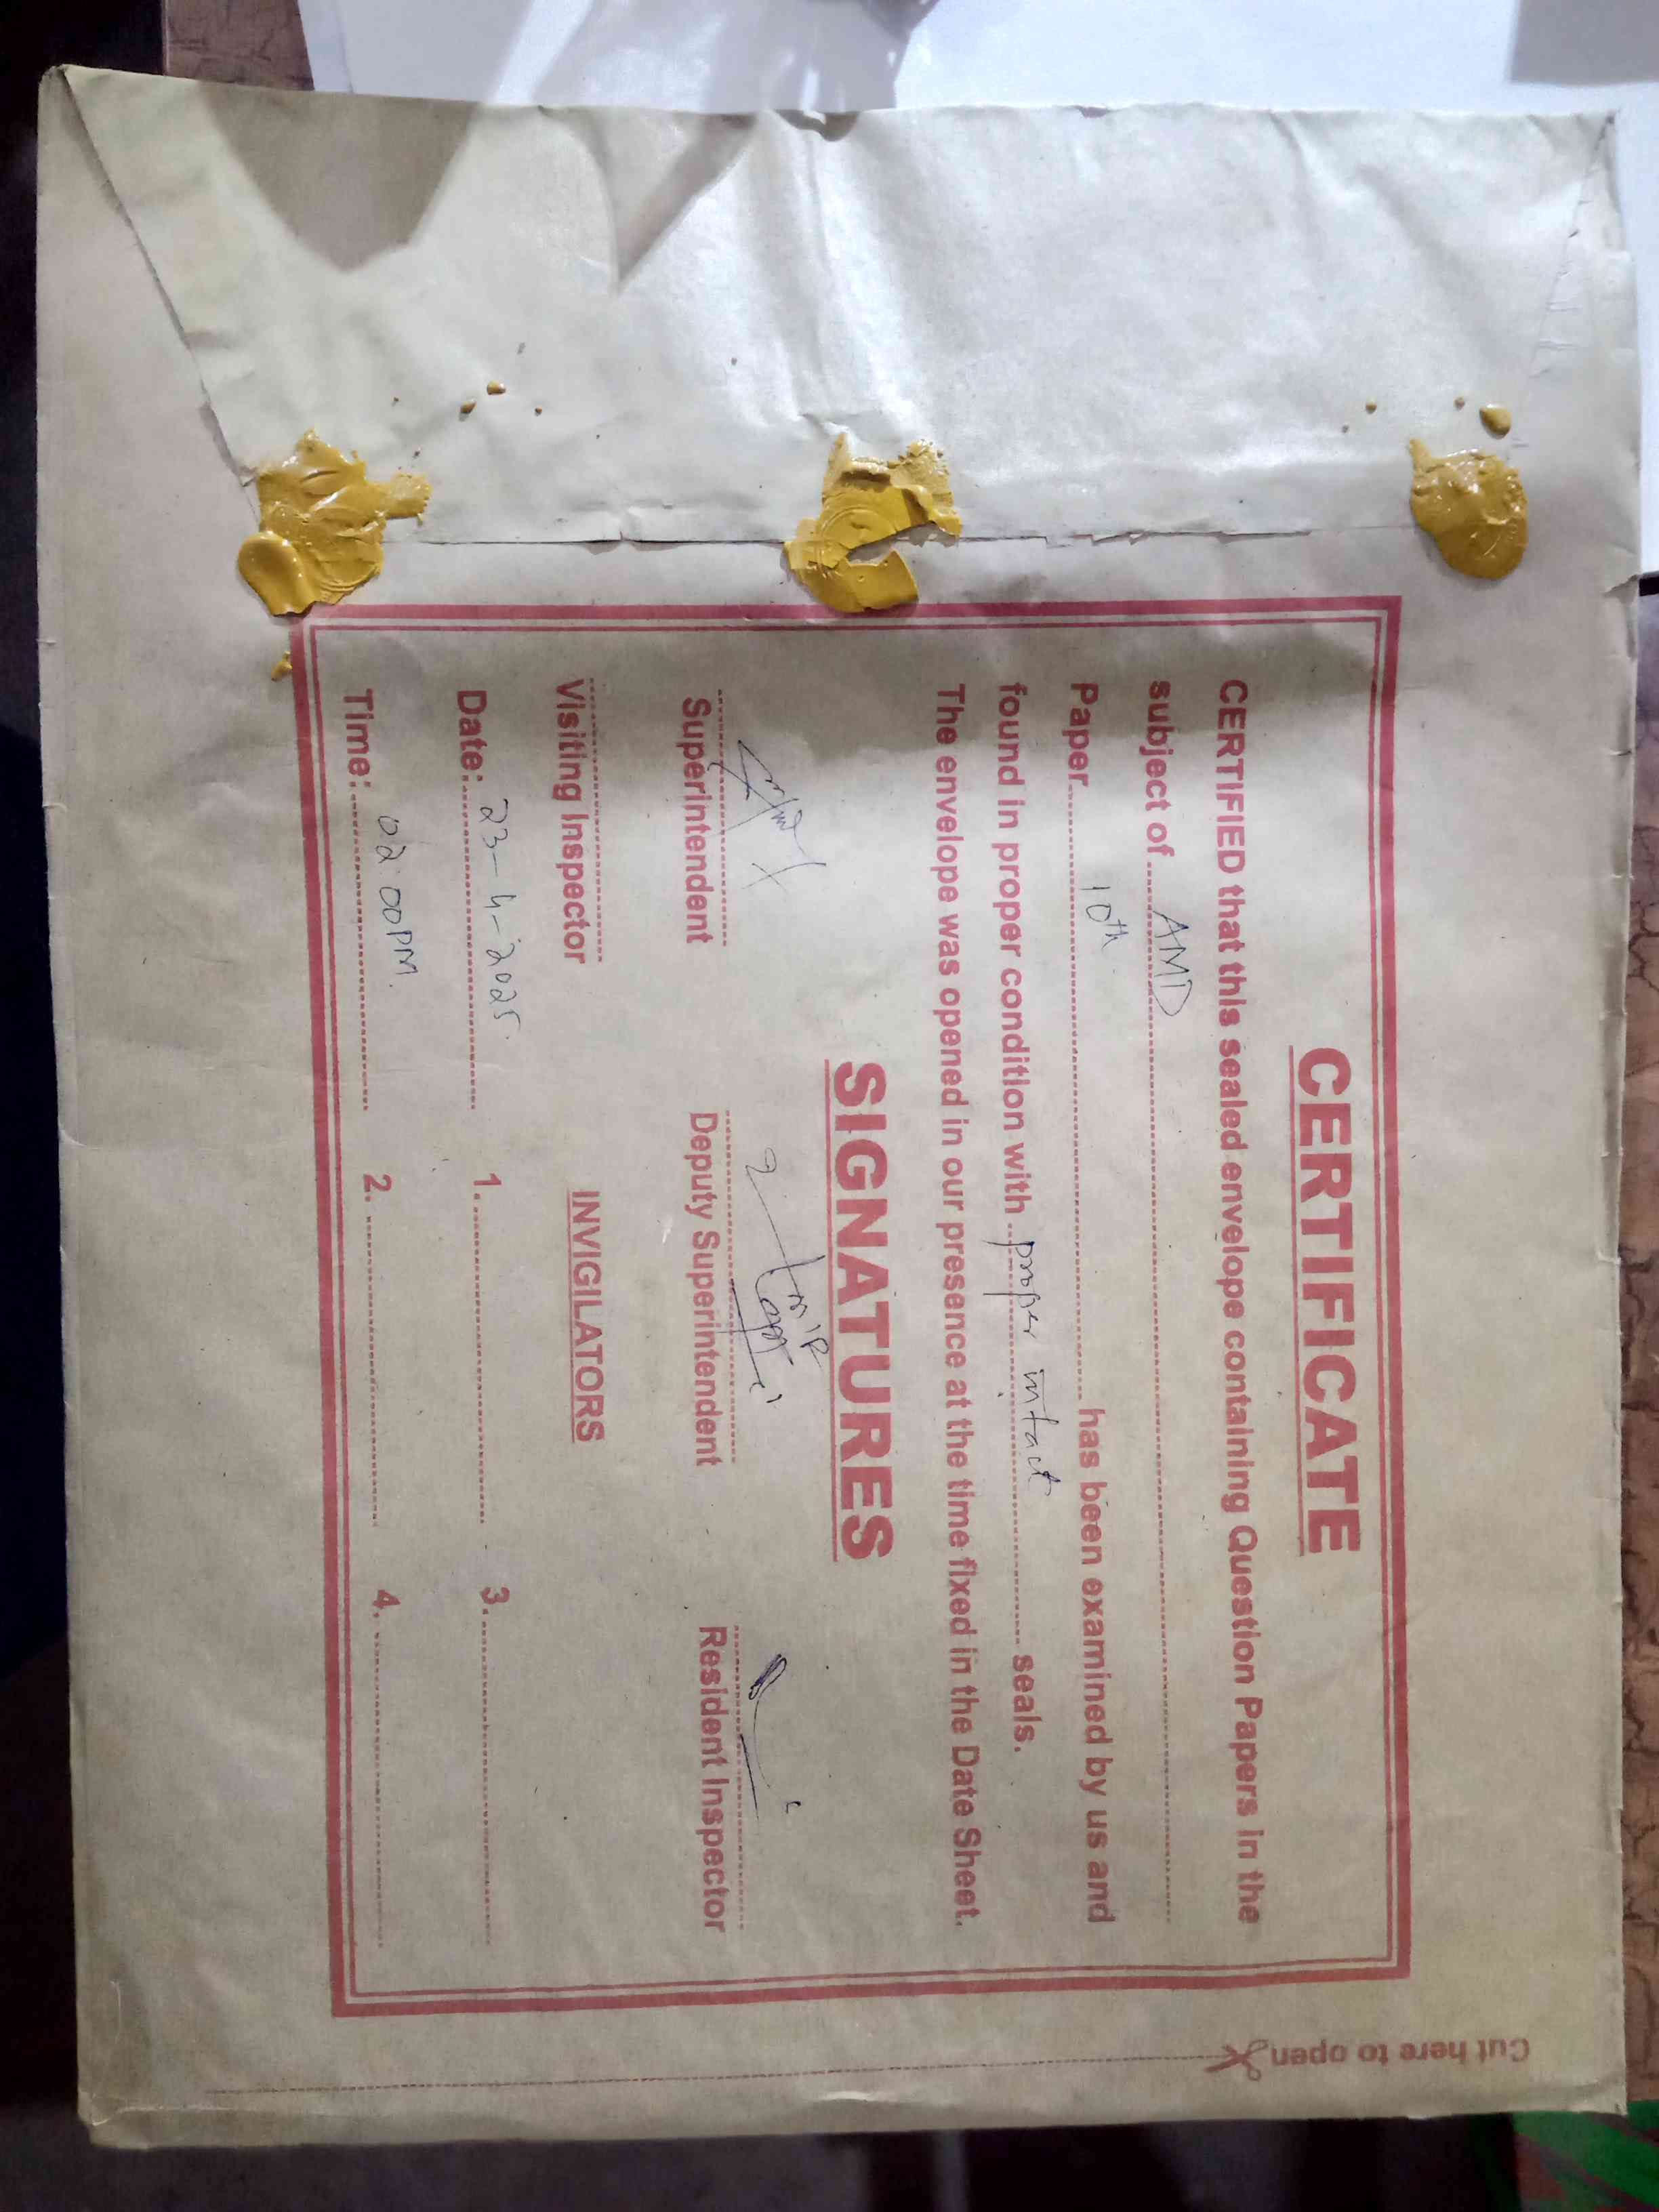 CERTIFICATE
CERTIFIED that this sealed envelope containing Question Papers in the
subject of AMD
Paper 10th has been examined by us and
found in proper condition with proper intact seals.
The envelope was opened in our presence at the time fixed in the Date Sheet.
SIGNATURES
Superintendent Deputy Superintendent Resident Inspector
Visiting Inspector INVIGILATORS
Date: 23-4-2025 1. 3.
Time: 02:00PM. 2. 4.
Cut here to open